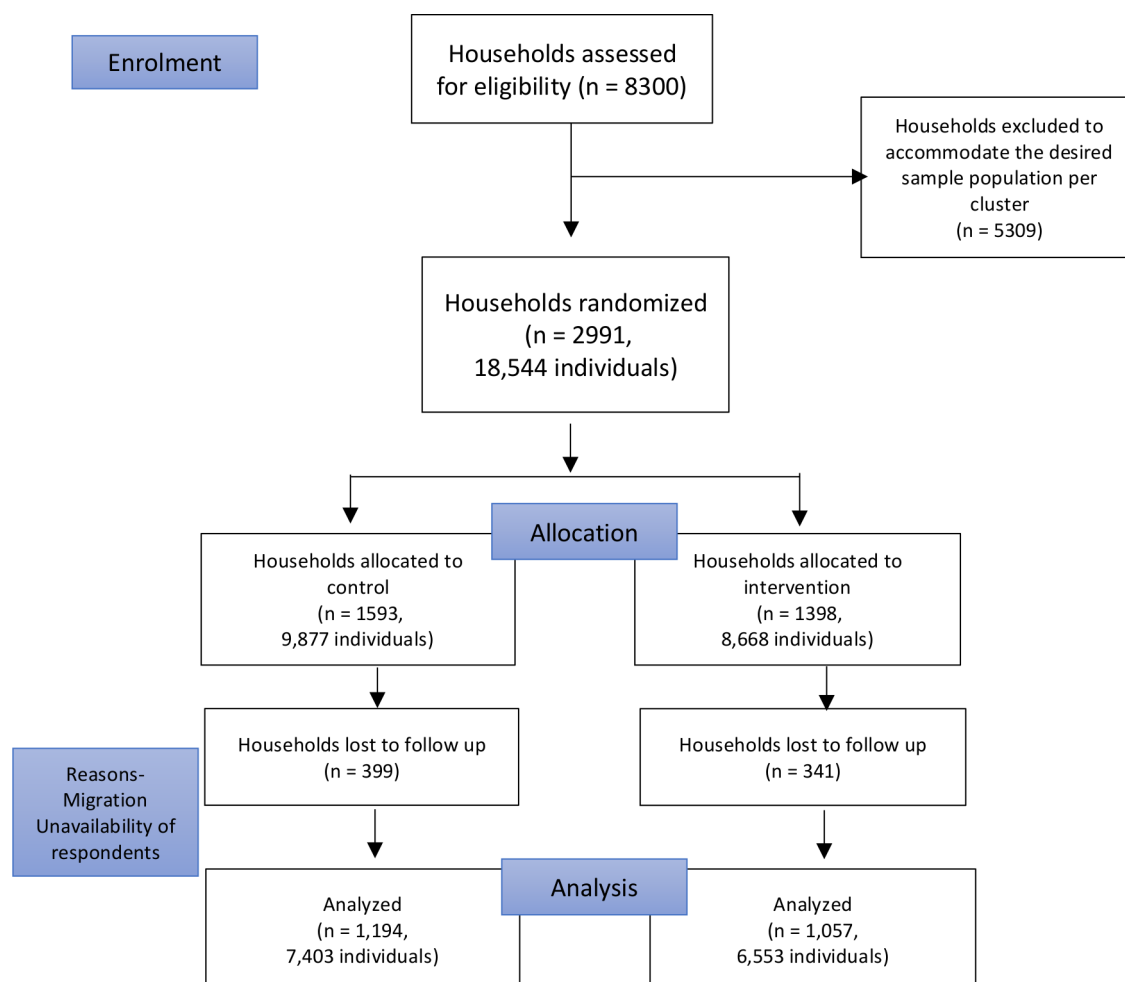 Enrolment
Households assessed
for eligibility (n = 8300)
Households excluded to
accommodate the desired
sample population per
cluster
(n = 5309)
Households randomized
(n = 2991,
18,544 individuals)
Allocation
Households allocated to
control
(n = 1593,
9,877 individuals)
Households allocated to
intervention
(n = 1398,
8,668 individuals)
Households lost to follow up
(n = 399)
Households lost to follow up
(n = 341)
Reasons-
Migration
Unavailability of
respondents
Analysis
Analyzed
(n = 1,194,
7,403 individuals)
Analyzed
(n = 1,057,
6,553 individuals)